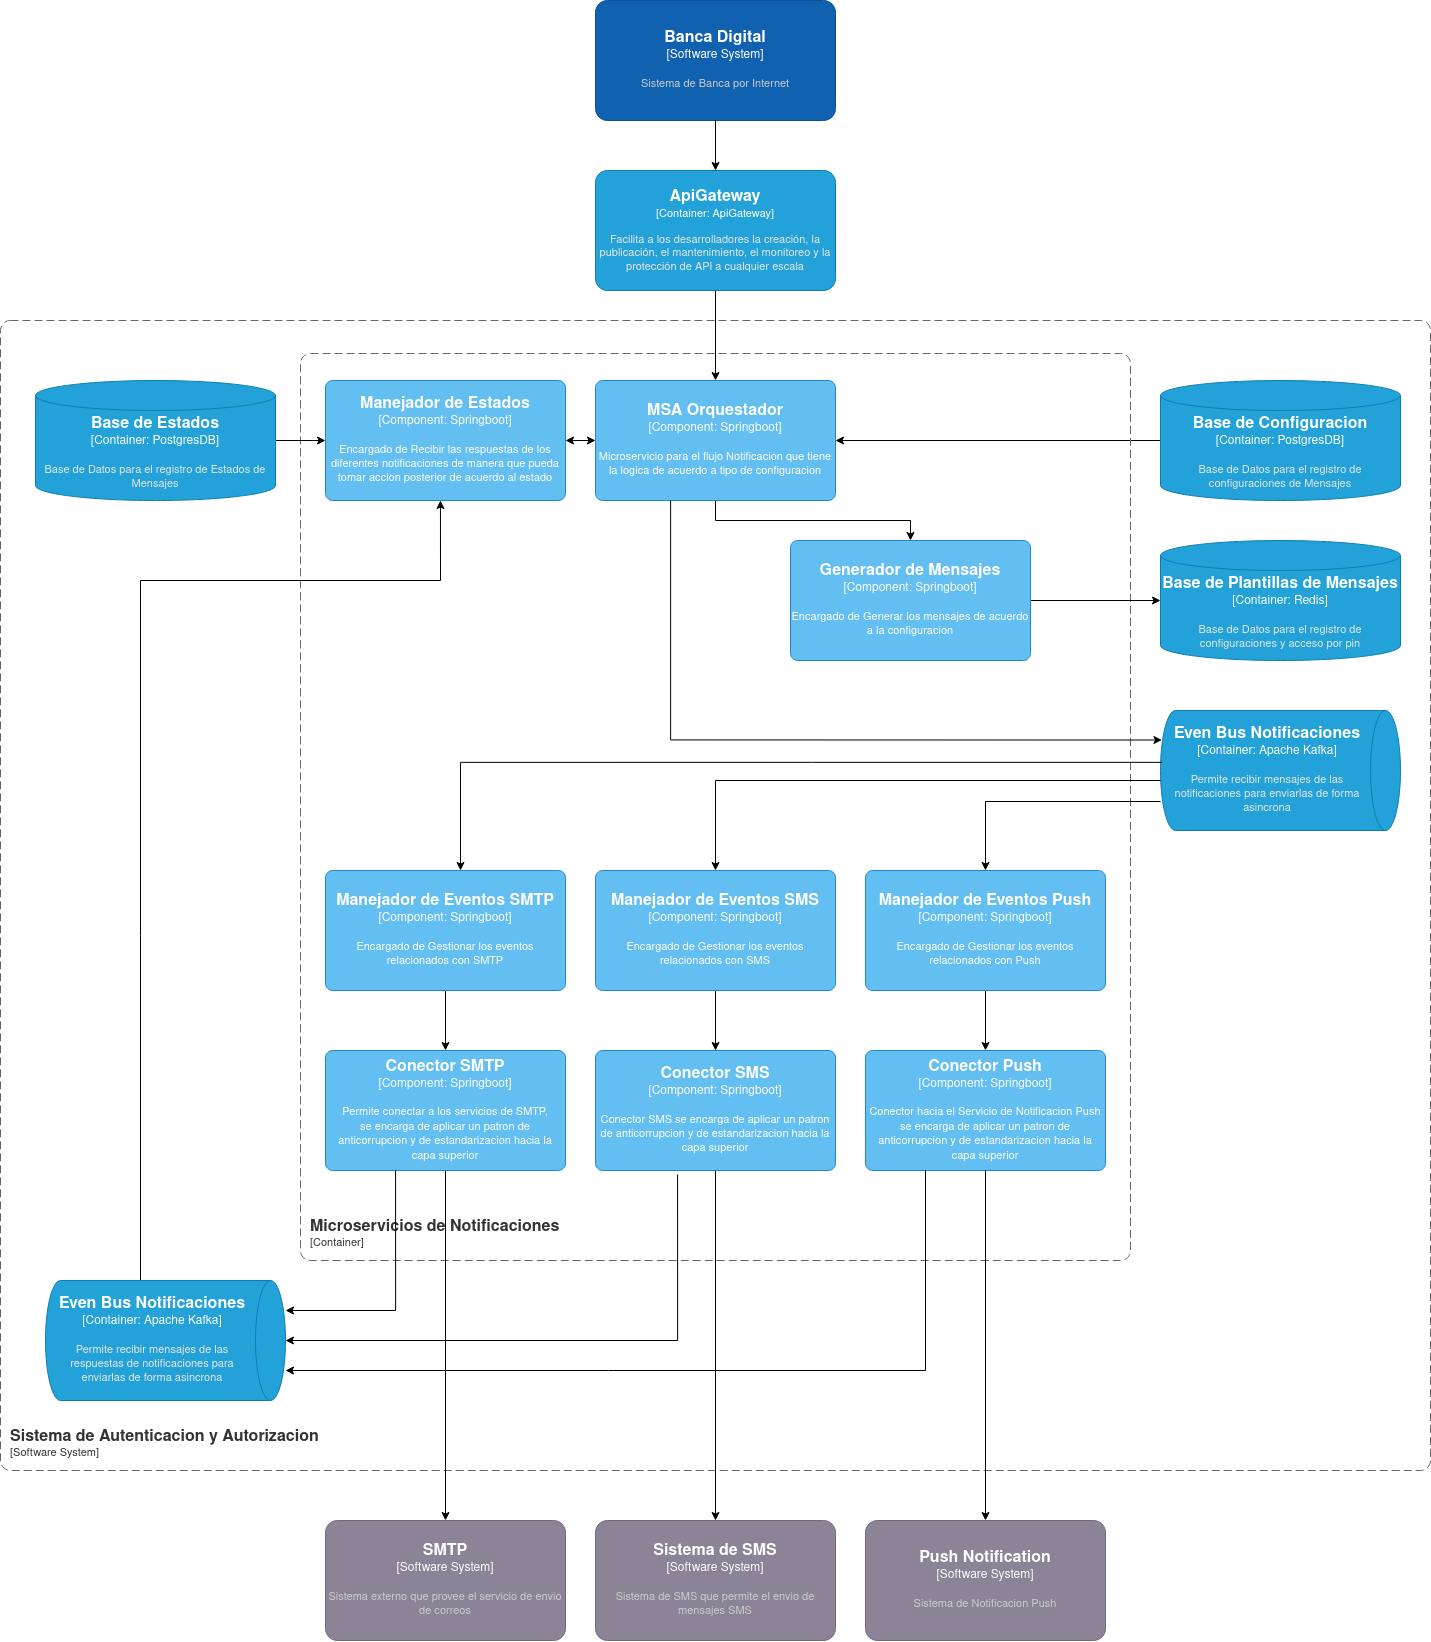 Banca Digital
[Software System]
Sistema de Banca por Internet
ApiGateway
[Container: ApiGateway]
Facilita a los desarrolladores la creación, la
publicación, el mantenimiento, el monitoreo y la
protección de API a cualquier escala
Base de Estados
[Container: PostgresDB]
Base de Datos para el registro de Estados de
Mensajes
Manejador de Estados
[Component: Springboot]
Encargado de Recibir las respuestas de los
diferentes notificaciones de manera que pueda
tomar accion posterior de acuerdo al estado
MSA Orquestador
[Component: Springboot]
Microservicio para el flujo Notificacion que tiene
la logica de acuerdo a tipo de configuracion
Base de Configuracion
[Container: PostgresDB]
Base de Datos para el registro de
configuraciones de Mensajes
Generador de Mensajes
[Component: Springboot]
Encargado de Generar los mensajes de acuerdo
a la configuracion
Base de Plantillas de Mensajes
[Container: Redis]
Base de Datos para el registro de
configuraciones y acceso por pin
Even Bus Notificaciones
[Container: Apache Kafka]
Permite recibir mensajes de las
notificaciones para enviarlas de forma
asincrona
Manejador de Eventos SMTP
[Component: Springboot]
Encargado de Gestionar los eventos
relacionados con SMTP
Manejador de Eventos SMS
[Component: Springboot]
Encargado de Gestionar los eventos
relacionados con SMS
Manejador de Eventos Push
[Component: Springboot]
Encargado de Gestionar los eventos
relacionados con Push
Conector SMTP
[Component: Springboot]
Permite conectar a los servicios de SMTP,
se encarga de aplicar un patron de
anticorrupcion y de estandarizacion hacia la
capa superior
Conector SMS
[Component: Springboot]
Conector SMS se encarga de aplicar un patron
de anticorrupcion y de estandarizacion hacia la
capa superior
Conector Push
[Component: Springboot]
Conector hacia el Servicio de Notificacion Push
se encarga de aplicar un patron de
anticorrupcion y de estandarizacion hacia la
capa superior
Microservicios de Notificaciones
[Container]
Even Bus Notificaciones
[Container: Apache Kafka]
Permite recibir mensajes de las
respuestas de notificaciones para
enviarlas de forma asincrona
Sistema de Autenticacion y Autorizacion
[Software System]
SMTP
[Software System]
Sistema externo que provee el servicio de envio
de correos
Sistema de SMS
[Software System]
Sistema de SMS que permite el envio de
mensajes SMS
Push Notification
[Software System]
Sistema de Notificacion Push